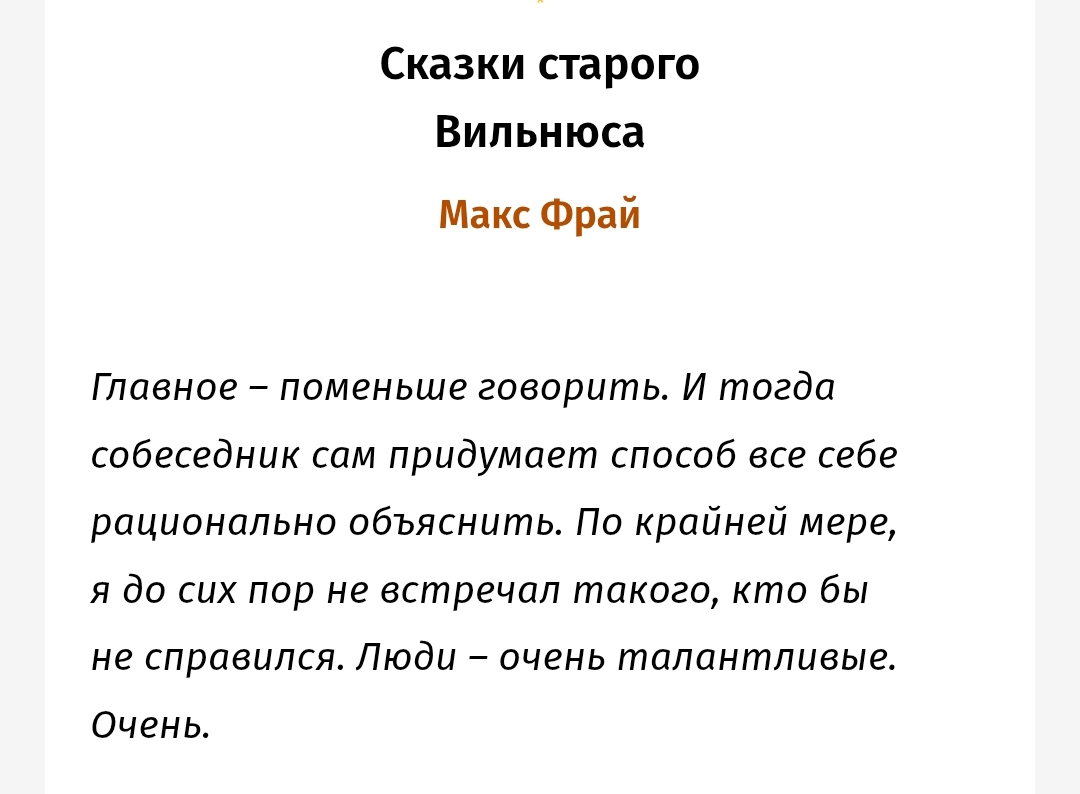 Сказки старого
Вильнюса
Макс Фрай
Главное – поменьше говорить. И тогда
собеседник сам придумает способ все себе
рационально объяснить. По крайней мере,
я до сих пор не встречал такого, кто бы
не справился. Люди – очень талантливые.
Очень.